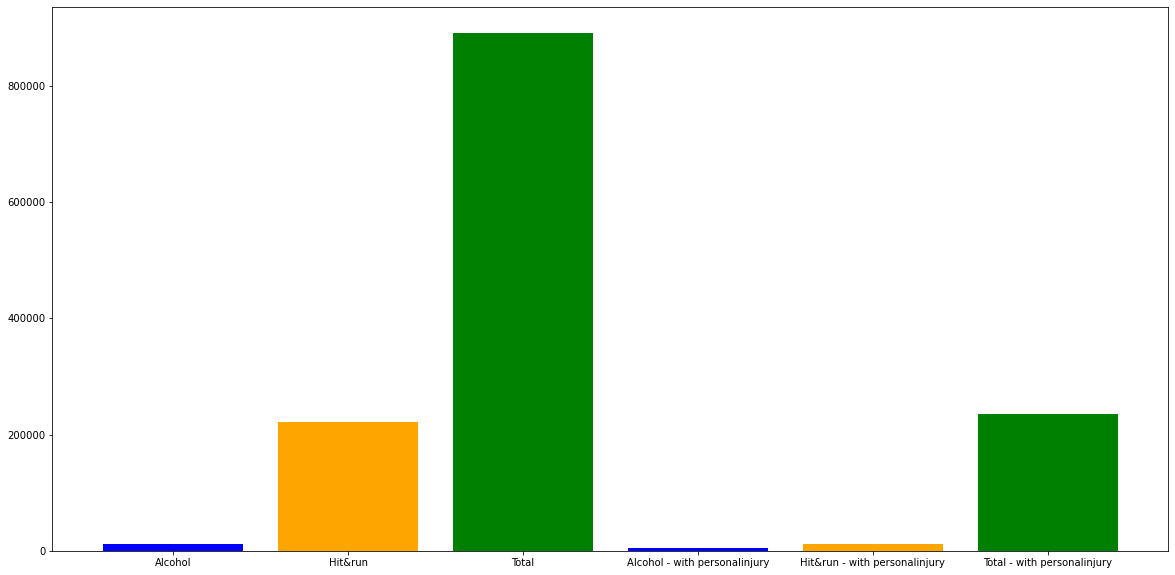 800000
600000
400000
200000
0
Alcohol
Hit&run
Total
Alcohol - with personalinjury
Hit&run - with personalinjury
Total - with personalinjury